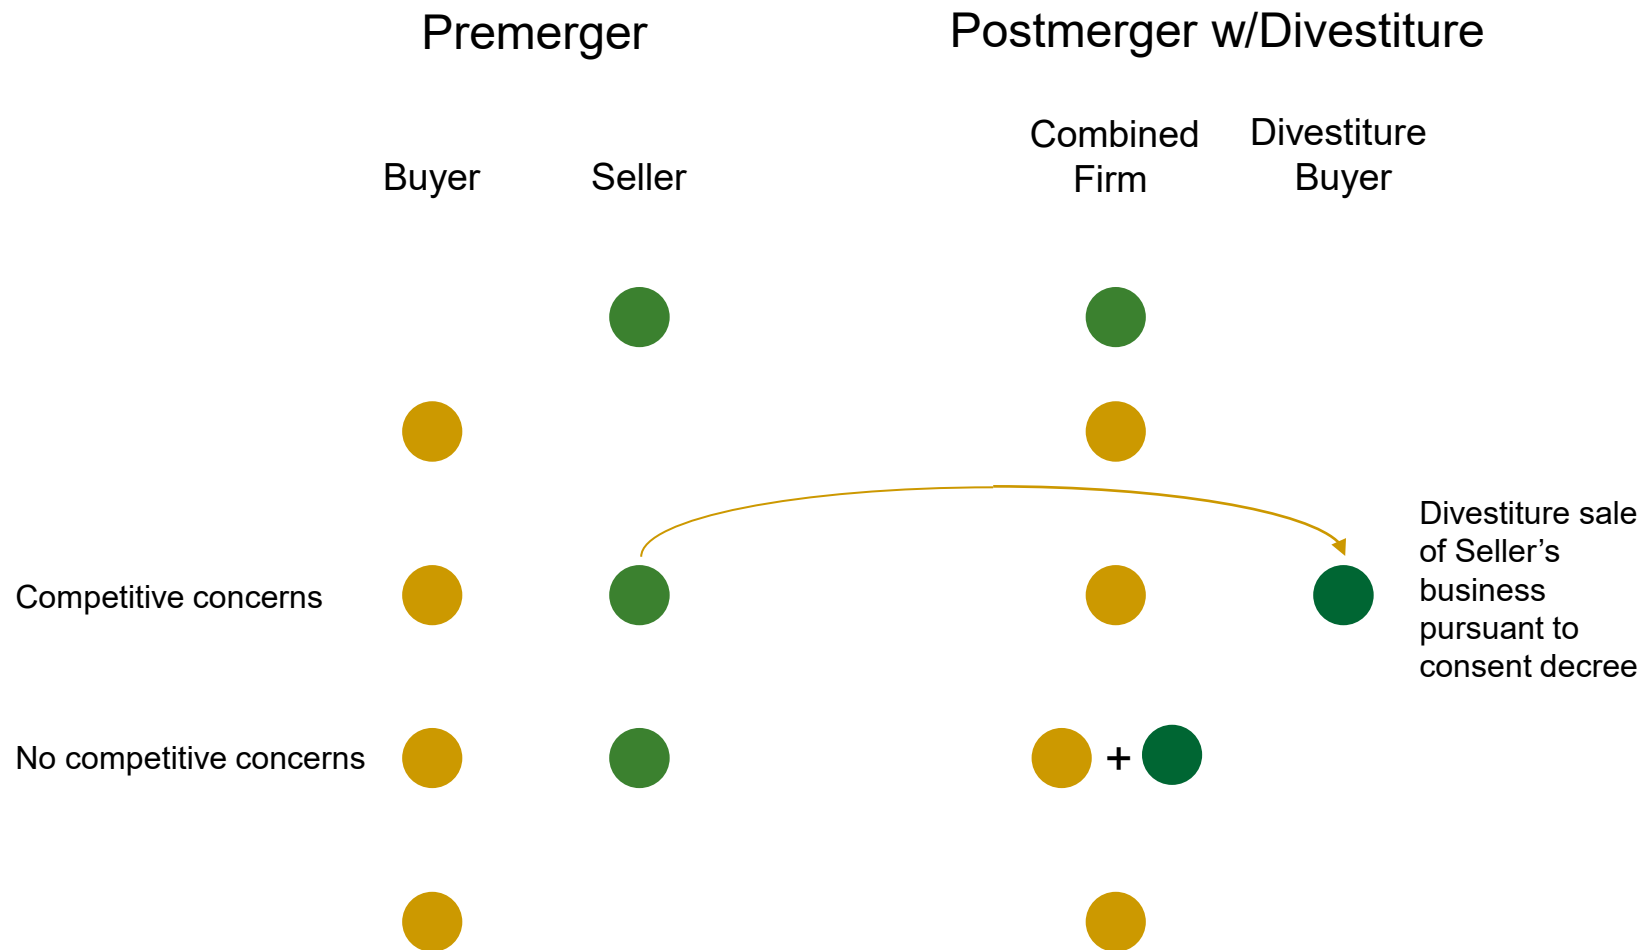 Premerger
Postmerger w/Divestiture
Buyer
Seller
Combined
Firm
Divestiture
Buyer
Competitive concerns
Divestiture sale
of Seller’s
business
pursuant to
consent decree
No competitive concerns
+